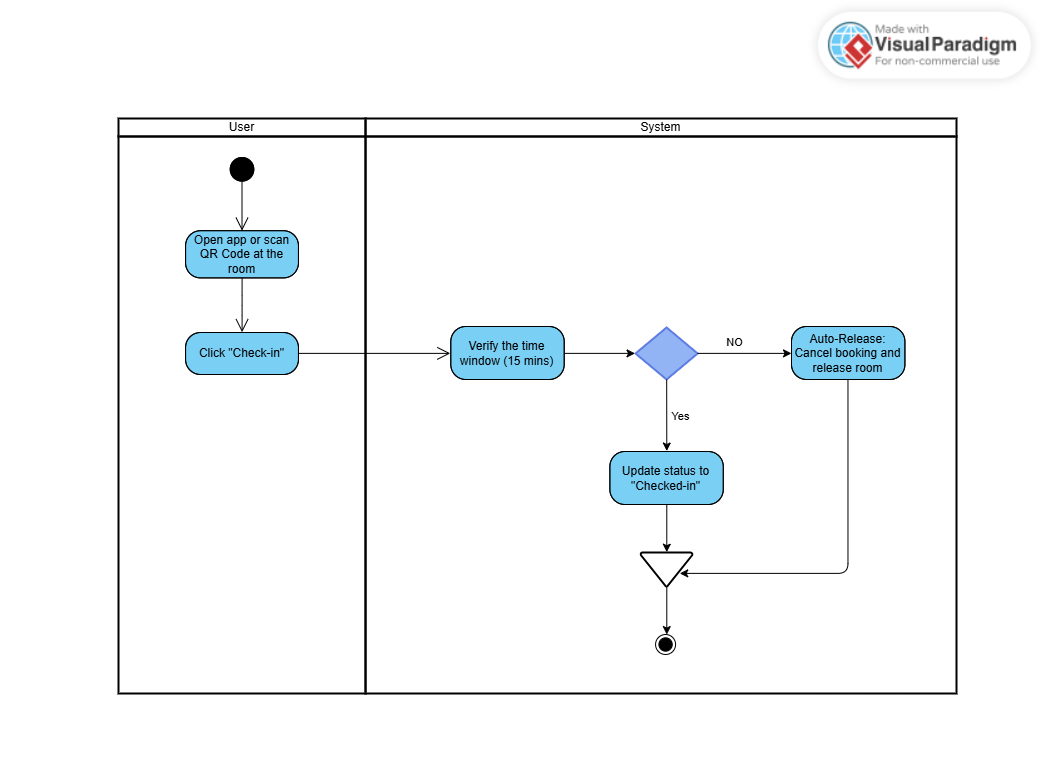 Made with
Visual Paradigm
For non-commercial use
User
System
Open app or scan
QR Code at the
room
Click "Check-in"
Verify the time
window (15 mins)
NO
Auto-Release:
Cancel booking and
release room
Yes
Update status to
"Checked-in"